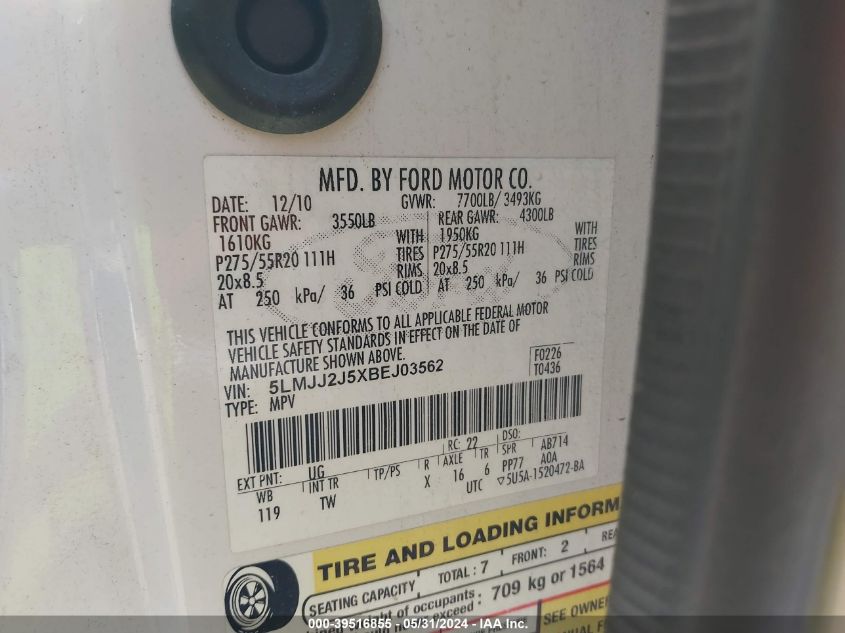 MFD. BY FORD MOTOR CO.
DATE: 12/10 GVWR: 7700LB/ 3493KG
FRONT GAWR: 3550LB REAR GAWR: 4300LB
1610KG WITH 1950KG WITH
P275/55R20 111H TIRES P275/55R20 111H TIRES
20x8.5 RIMS 20x8.5 RIMS
AT 250 kPa/ 36 PSI COLD AT 250 kPa/ 36 PSI COLD
THIS VEHICLE CONFORMS TO ALL APPLICABLE FEDERAL MOTOR
VEHICLE SAFETY STANDARDS IN EFFECT ON THE DATE OF
MANUFACTURE SHOWN ABOVE.
F0226
VIN: 5LMJJ2J5XBEJ03562
T0436
TYPE: MPV
EXT PNT: UG RC: 22 DSO:
WB INT TR TP/PS R AXLE TR SPR AB714
119 TW X 16 6 PP77 A0A
UTC ▽5U5A-1520472-BA
TIRE AND LOADING INFORM
SEATING CAPACITY TOTAL: 7 FRONT: 2 REA
of occupants
exceed: 709 kg or 1564
SEE OWNER
000-39516855 - 05/31/2024 - IAA Inc.